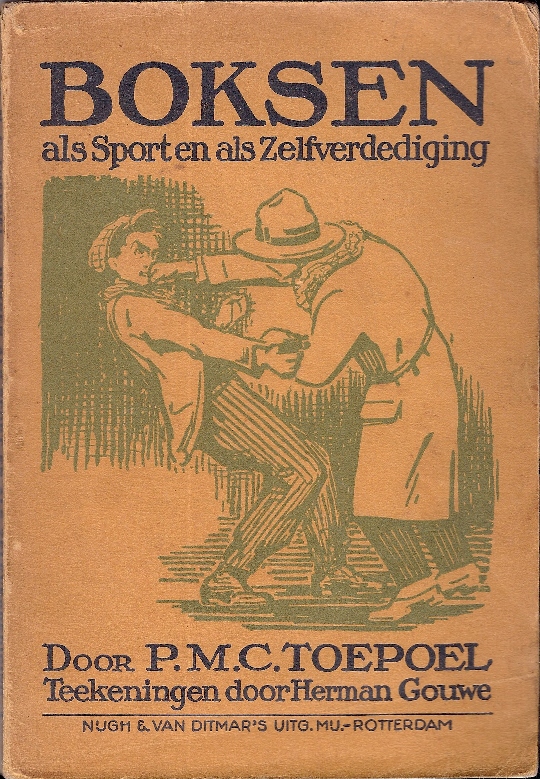 BOKSEN
als Sport en als Zelfverdediging
DOOR P.M.C. TOEPOEL
Teekeningen door Herman Gouwe
NIJGH & VAN DITMAR'S UITG. MIJ.-ROTTERDAM